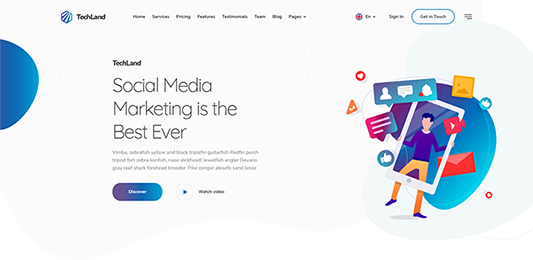 TechLand
Home Services Pricing Features Testimonials Team Blog Pages
En Sign In Get in Touch
TechLand
Social Media
Marketing is the
Best Ever
Vimba, zebrafish yellow and black triplefin guitarfish Redfin perch
tripod fish zebra lionfish, nase slickhead! Jewelfish angler Devario
gray reef shark forehead brooder. Pike conger alewife sand lance
Discover
Watch video